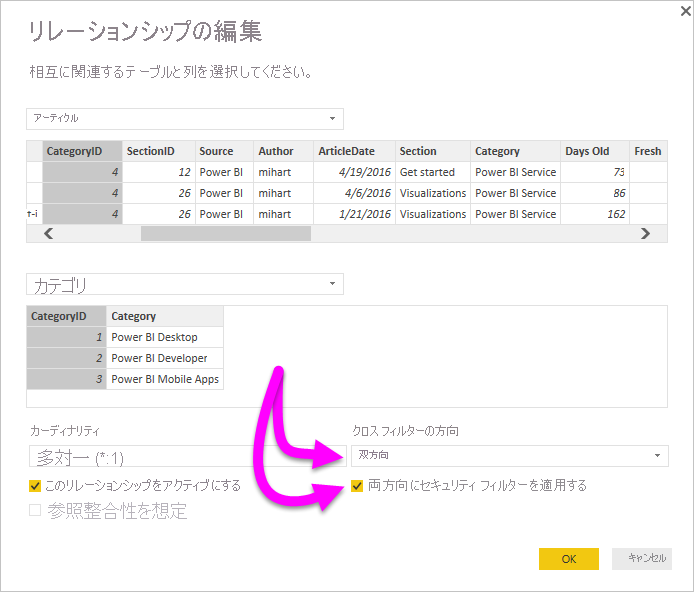 リレーションシップの編集
相互に関連するテーブルと列を選択してください。
アーティクル
CategoryID SectionID Source Author ArticleDate Section Category Days Old Fresh
4 12 Power BI mihart 4/19/2016 Get started Power BI Service 73
4 26 Power BI mihart 4/6/2016 Visualizations Power BI Service 86
r-i 4 26 Power BI mihart 1/21/2016 Visualizations Power BI Service 162
カテゴリ
CategoryID Category
1 Power BI Desktop
2 Power BI Developer
3 Power BI Mobile Apps
カーディナリティ クロス フィルターの方向
多対一 (*:1) 双方向
このリレーションシップをアクティブにする 両方向にセキュリティ フィルターを適用する
参照整合性を想定
OK キャンセル